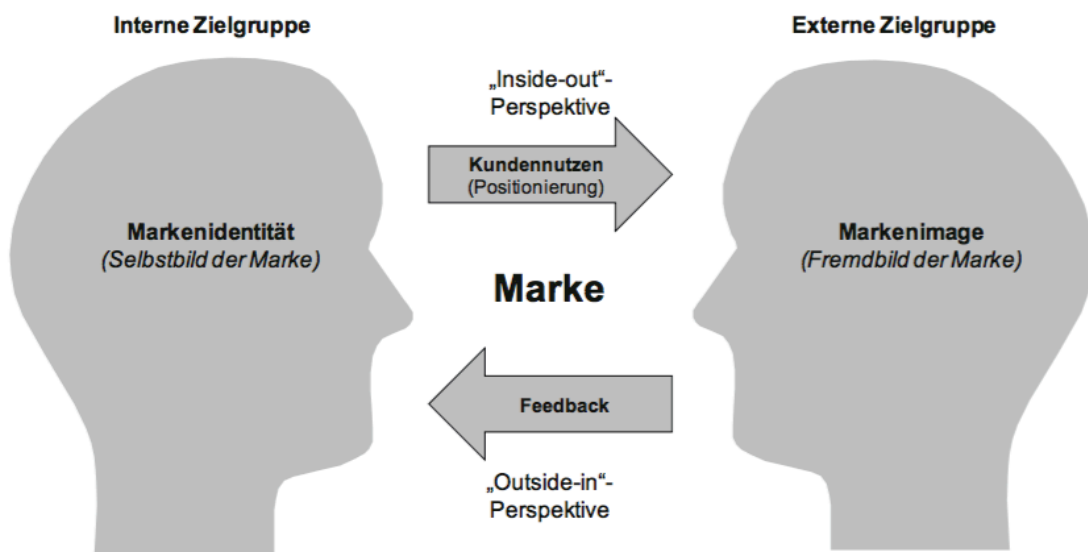 Interne Zielgruppe
Externe Zielgruppe
„Inside-out“-
Perspektive
Kundennutzen
(Positionierung)
Markenidentität
(Selbstbild der Marke)
Markenimage
(Fremdbild der Marke)
Marke
Feedback
„Outside-in“-
Perspektive